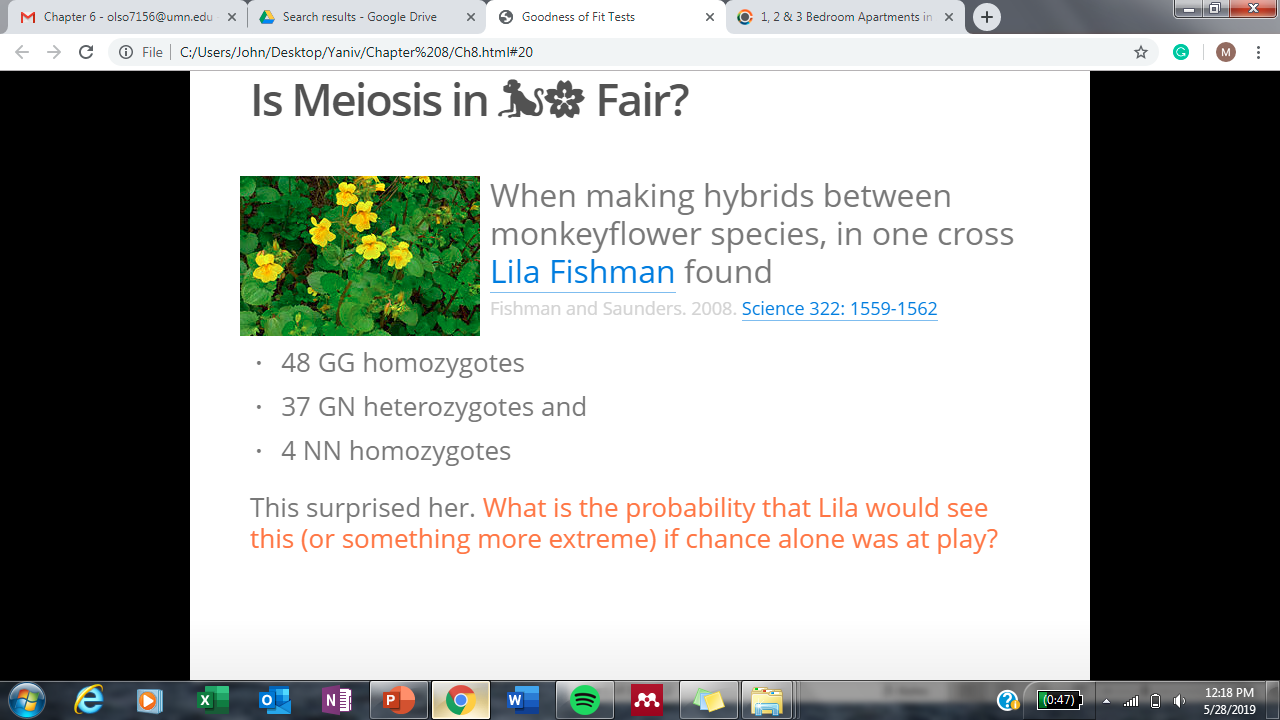 Chapter 6 - olso7156@umn.edu
Search results - Google Drive
Goodness of Fit Tests
1, 2 & 3 Bedroom Apartments in
File
C:/Users/John/Desktop/Yaniv/Chapter%208/Ch8.html#20
M
Is Meiosis in 🐒🌸 Fair?
When making hybrids between
monkeyflower species, in one cross
Lila Fishman found
Fishman and Saunders. 2008. Science 322: 1559-1562
· 48 GG homozygotes
· 37 GN heterozygotes and
· 4 NN homozygotes
This surprised her. What is the probability that Lila would see
this (or something more extreme) if chance alone was at play?
(0:47)
12:18 PM
5/28/2019